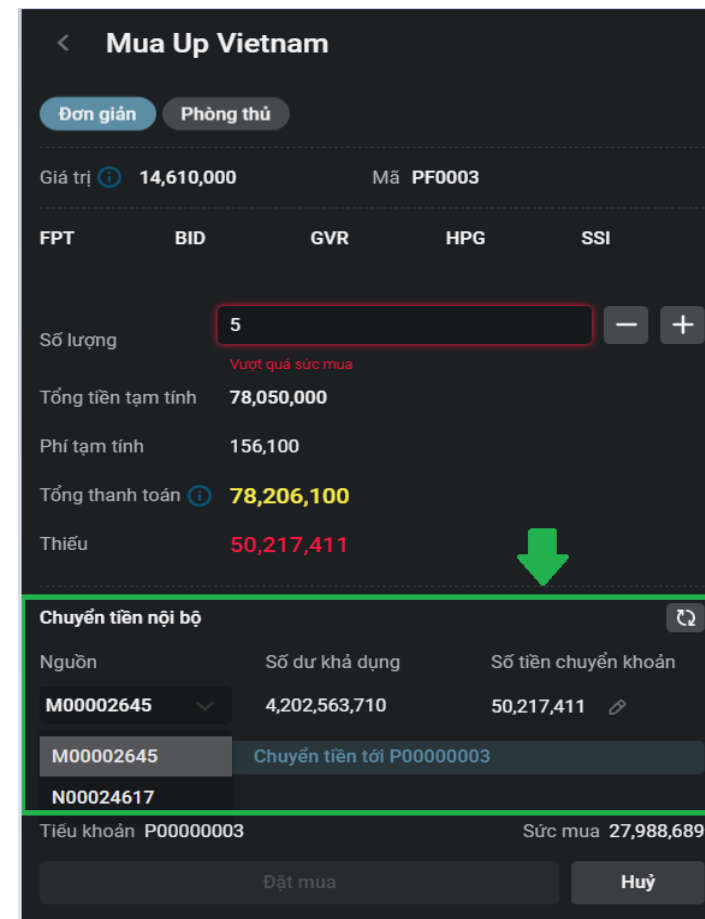 Mua Up Vietnam
Đơn giản Phòng thủ
Giá trị 14,610,000 Mã PF0003
FPT BID GVR HPG SSI
Số lượng 5
Vượt quá sức mua
Tổng tiền tạm tính 78,050,000
Phí tạm tính 156,100
Tổng thanh toán 78,206,100
Thiếu 50,217,411
Chuyển tiền nội bộ
Nguồn Số dư khả dụng Số tiền chuyển khoản
M00002645 4,202,563,710 50,217,411
M00002645 Chuyển tiền tới P00000003
N00024617
Tiểu khoản P00000003 Sức mua 27,988,689
Đặt mua Huỷ